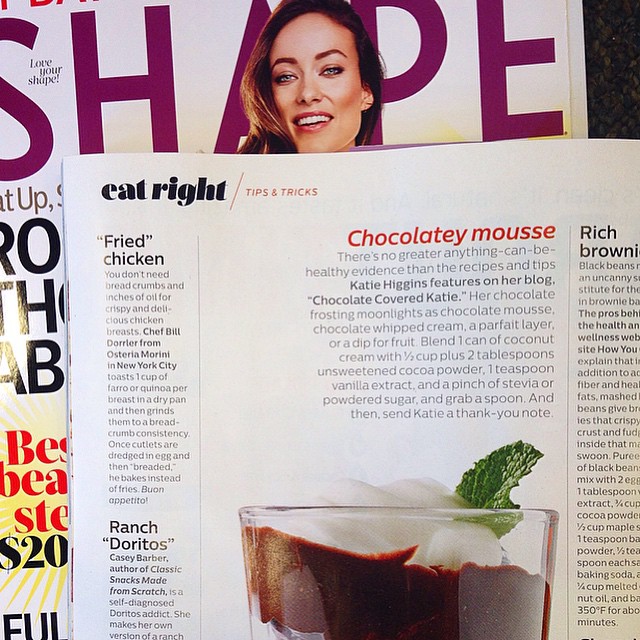 SHAPE
Love
your
shape!
at Up,
RO
TH
AB
Bes
bea
ste
$20
FUL
eat right / TIPS & TRICKS
"Fried"
chicken
You don't need
bread crumbs and
inches of oil for
crispy and deli-
cious chicken
breasts. Chef Bill
Dorrler from
Osteria Morini
in New York City
toasts 1 cup of
farro or quinoa per
breast in a dry pan
and then grinds
them to a bread-
crumb consistency.
Once cutlets are
dredged in egg and
then "breaded,"
he bakes instead
of fries. Buon
appetito!
Ranch
"Doritos"
Casey Barber,
author of Classic
Snacks Made
from Scratch, is a
self-diagnosed
Doritos addict. She
makes her own
version of a ranch
Chocolatey mousse
There's no greater anything-can-be-
healthy evidence than the recipes and tips
Katie Higgins features on her blog,
"Chocolate Covered Katie." Her chocolate
frosting moonlights as chocolate mousse,
chocolate whipped cream, a parfait layer,
or a dip for fruit. Blend 1 can of coconut
cream with ½ cup plus 2 tablespoons
unsweetened cocoa powder, 1 teaspoon
vanilla extract, and a pinch of stevia or
powdered sugar, and grab a spoon. And
then, send Katie a thank-you note.
Rich
browni
Black beans
an uncanny s
stitute for the
in brownie ba
The pros behi
the health an
wellness web
site How You
explain that i
addition to ad
fiber and hea
fats, mashed
beans give br
ies that crisp
crust and fud
inside that m
swoon. Puree
of black bean
mix with 2 eg
1 tablespoon
extract, ¾ cup
cocoa powder
½ cup maple s
1 teaspoon ba
powder, ½ tea
spoon each sa
baking soda, a
¼ cup melted
nut oil, and ba
350°F for abo
minutes.